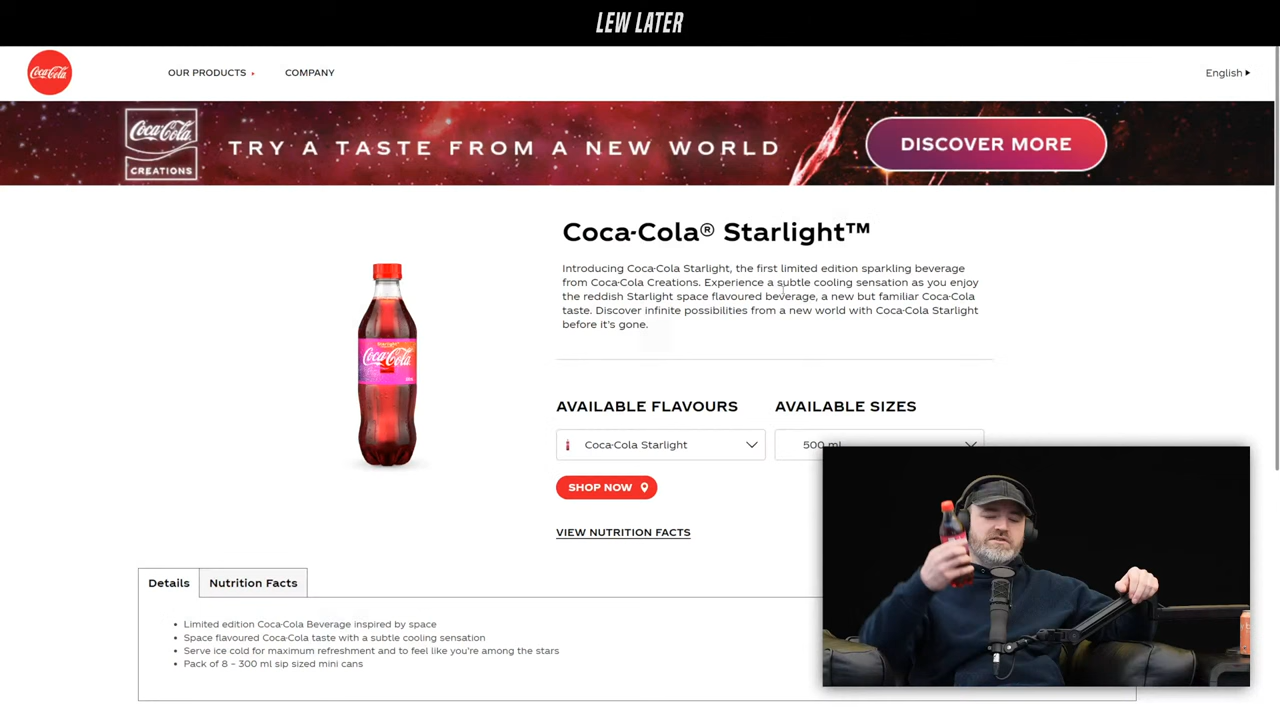 LEW LATER
Coca-Cola
OUR PRODUCTS
COMPANY
English
Coca-Cola
CREATIONS
TRY A TASTE FROM A NEW WORLD
DISCOVER MORE
Coca-Cola® Starlight™
Introducing Coca-Cola Starlight, the first limited edition sparkling beverage
from Coca-Cola Creations. Experience a subtle cooling sensation as you enjoy
the reddish Starlight space flavoured beverage, a new but familiar Coca-Cola
taste. Discover infinite possibilities from a new world with Coca-Cola Starlight
before it's gone.
Coca-Cola
AVAILABLE FLAVOURS
AVAILABLE SIZES
Coca-Cola Starlight
500 ml
SHOP NOW
VIEW NUTRITION FACTS
Details
Nutrition Facts
• Limited edition Coca-Cola Beverage inspired by space
• Space flavoured Coca-Cola taste with a subtle cooling sensation
• Serve ice cold for maximum refreshment and to feel like you're among the stars
• Pack of 8 – 300 ml sip sized mini cans